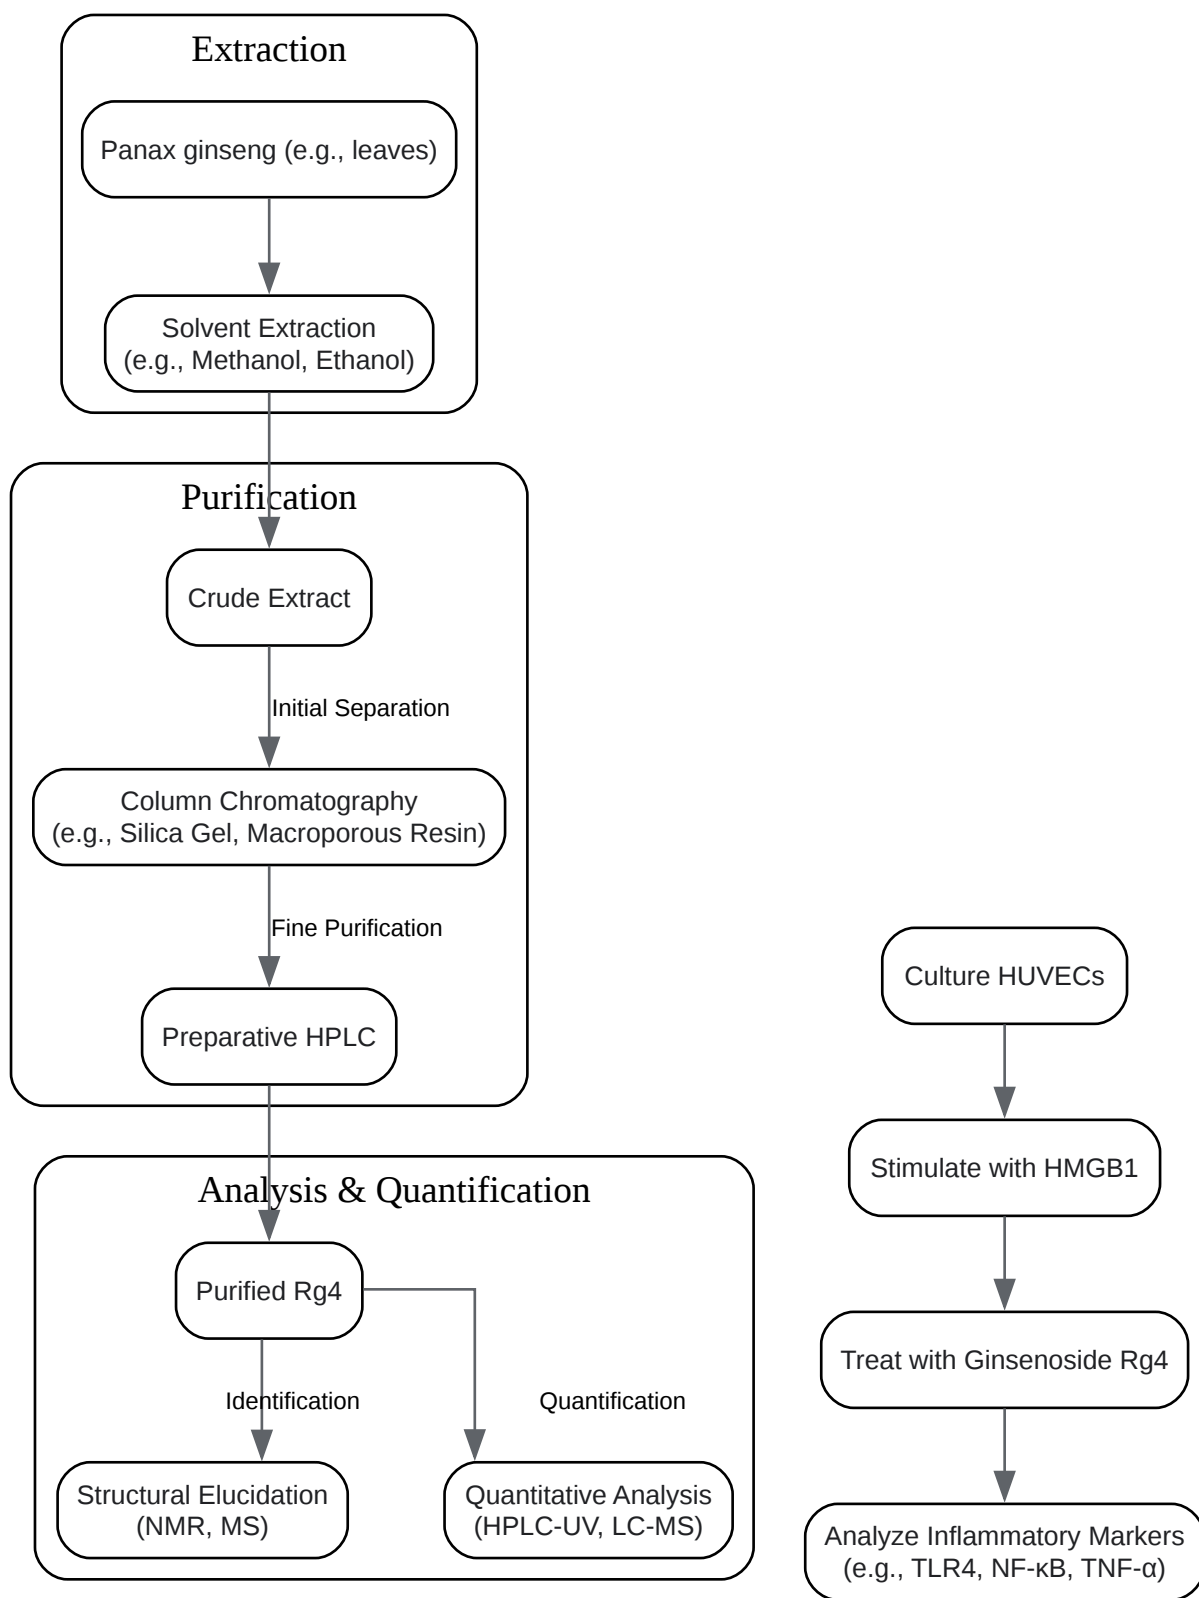 Extraction
Panax ginseng (e.g., leaves)
Solvent Extraction
(e.g., Methanol, Ethanol)
Purification
Crude Extract
Initial Separation
Column Chromatography
(e.g., Silica Gel, Macroporous Resin)
Fine Purification
Preparative HPLC
Analysis & Quantification
Purified Rg4
Identification
Quantification
Structural Elucidation
(NMR, MS)
Quantitative Analysis
(HPLC-UV, LC-MS)
Culture HUVECs
Stimulate with HMGB1
Treat with Ginsenoside Rg4
Analyze Inflammatory Markers
(e.g., TLR4, NF-κB, TNF-α)